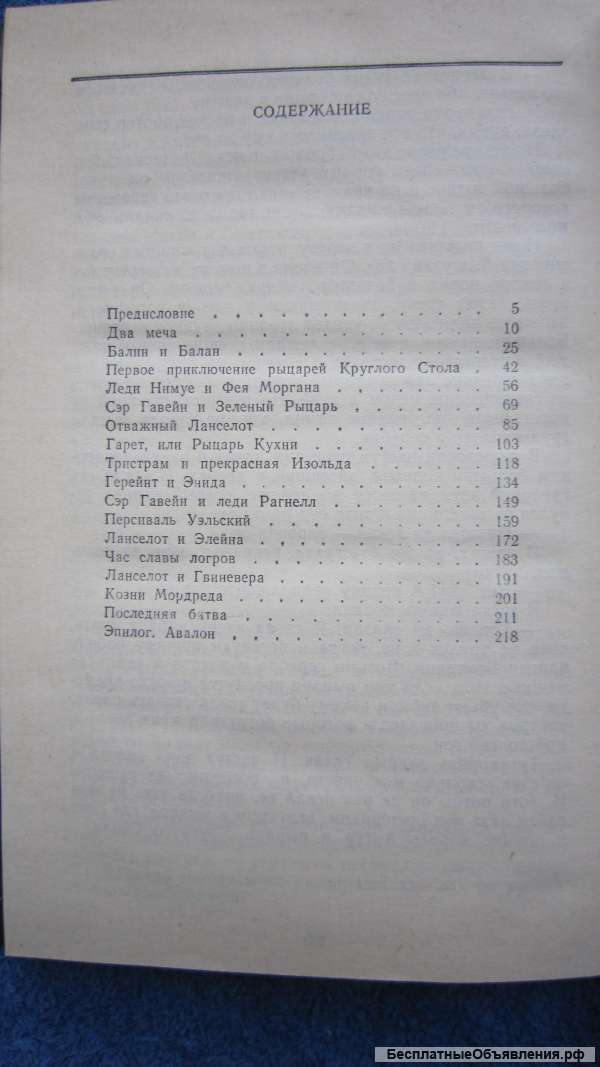 СОДЕРЖАНИЕ
Предисловие . . . . . . . . . . . . . 5
Два меча . . . . . . . . . . . . . 10
Балин и Балан . . . . . . . . . . . . 25
Первое приключение рыцарей Круглого Стола . 42
Леди Нимуе и Фея Моргана . . . . . . . 56
Сэр Гавейн и Зеленый Рыцарь . . . . . . 69
Отважный Ланселот . . . . . . . . . . 85
Гарет, или Рыцарь Кухни . . . . . . . . 103
Тристрам и прекрасная Изольда . . . . . . 118
Герейнт и Энида . . . . . . . . . . . 134
Сэр Гавейн и леди Рагнелл . . . . . . . 149
Персиваль Уэльский . . . . . . . . . . 159
Ланселот и Элейна . . . . . . . . . . 172
Час славы логров . . . . . . . . . . . 183
Ланселот и Гвиневера . . . . . . . . . 191
Козни Мордреда . . . . . . . . . . . 201
Последняя битва . . . . . . . . . . . 211
Эпилог. Авалон . . . . . . . . . . . 218
БесплатныеОбъявления.рф